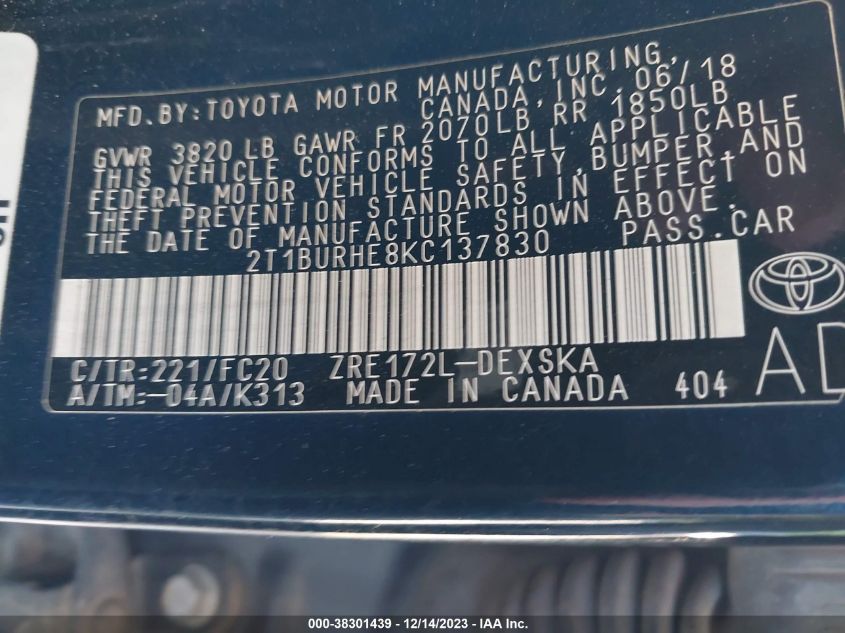 MFD.BY:TOYOTA MOTOR MANUFACTURING,
CANADA,INC.06/18
GVWR 3820 LB GAWR FR 2070LB RR 1850LB
THIS VEHICLE CONFORMS TO ALL APPLICABLE
FEDERAL MOTOR VEHICLE SAFETY,BUMPER,AND
THEFT PREVENTION STANDARDS IN EFFECT ON
THE DATE OF MANUFACTURE SHOWN ABOVE.
2T1BURHE8KC137830 PASS.CAR
C/TR:221/FC20 ZRE172L-DEXSKA
A/TM:-04A/K313 MADE IN CANADA 404
AD
000-38301439 - 12/14/2023 - IAA, Inc.